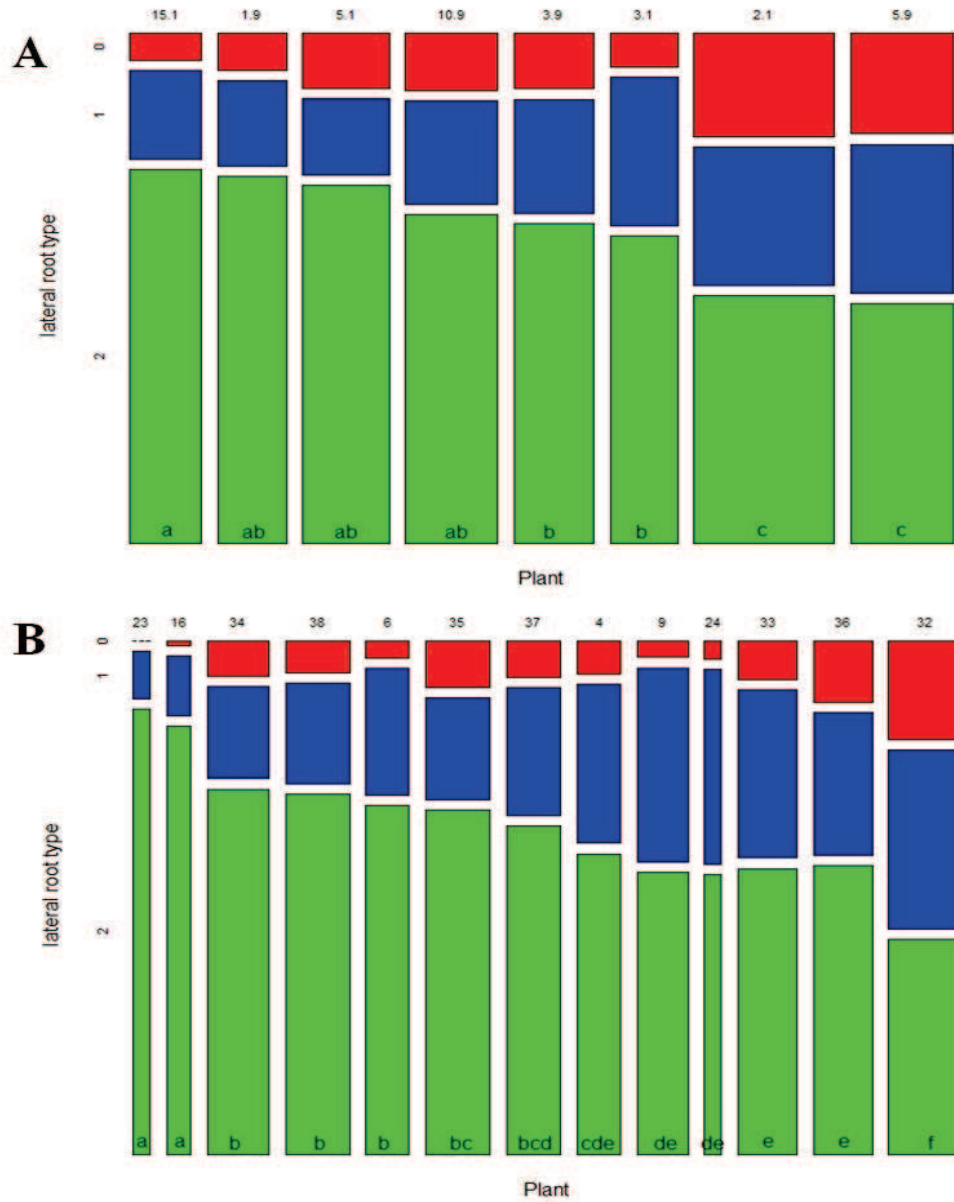 A
15.1 1.9 5.1 10.9 3.9 3.1 2.1 5.9
0
1
lateral root type
2
a ab ab ab b b c c
Plant
B
23 16 34 38 6 35 37 4 9 24 33 36 32
0
1
lateral root type
2
a a b b b bc bcd cde de de e e f
Plant